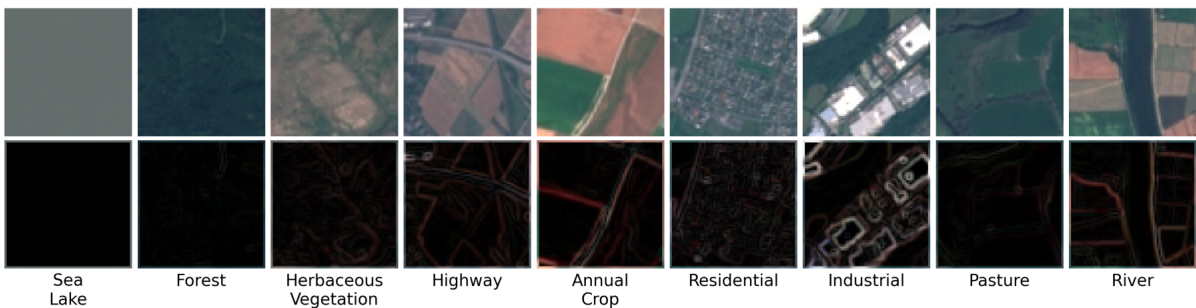 Sea Lake
Forest
Herbaceous Vegetation
Highway
Annual Crop
Residential
Industrial
Pasture
River